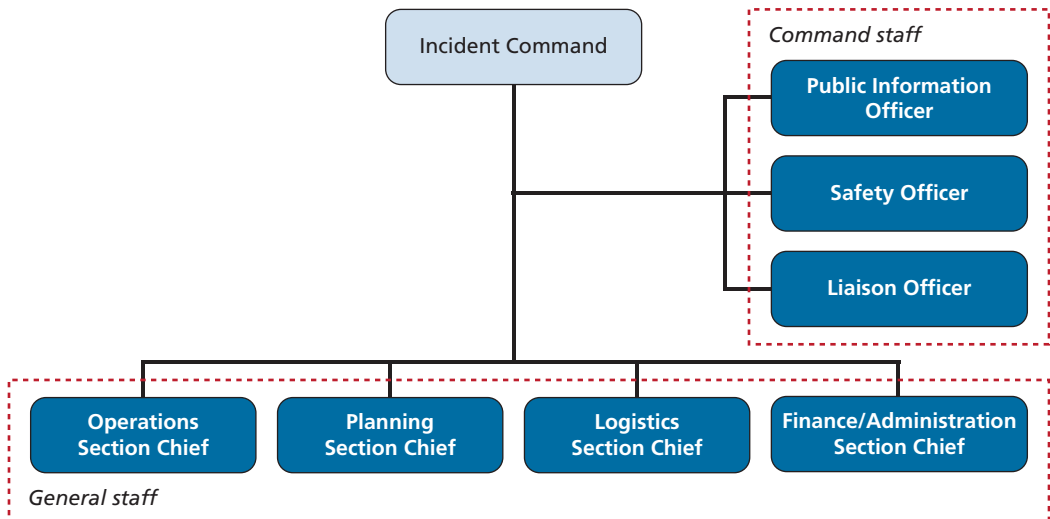 Incident Command
Command staff
Public Information
Officer
Safety Officer
Liaison Officer
Operations
Section Chief
Planning
Section Chief
Logistics
Section Chief
Finance/Administration
Section Chief
General staff